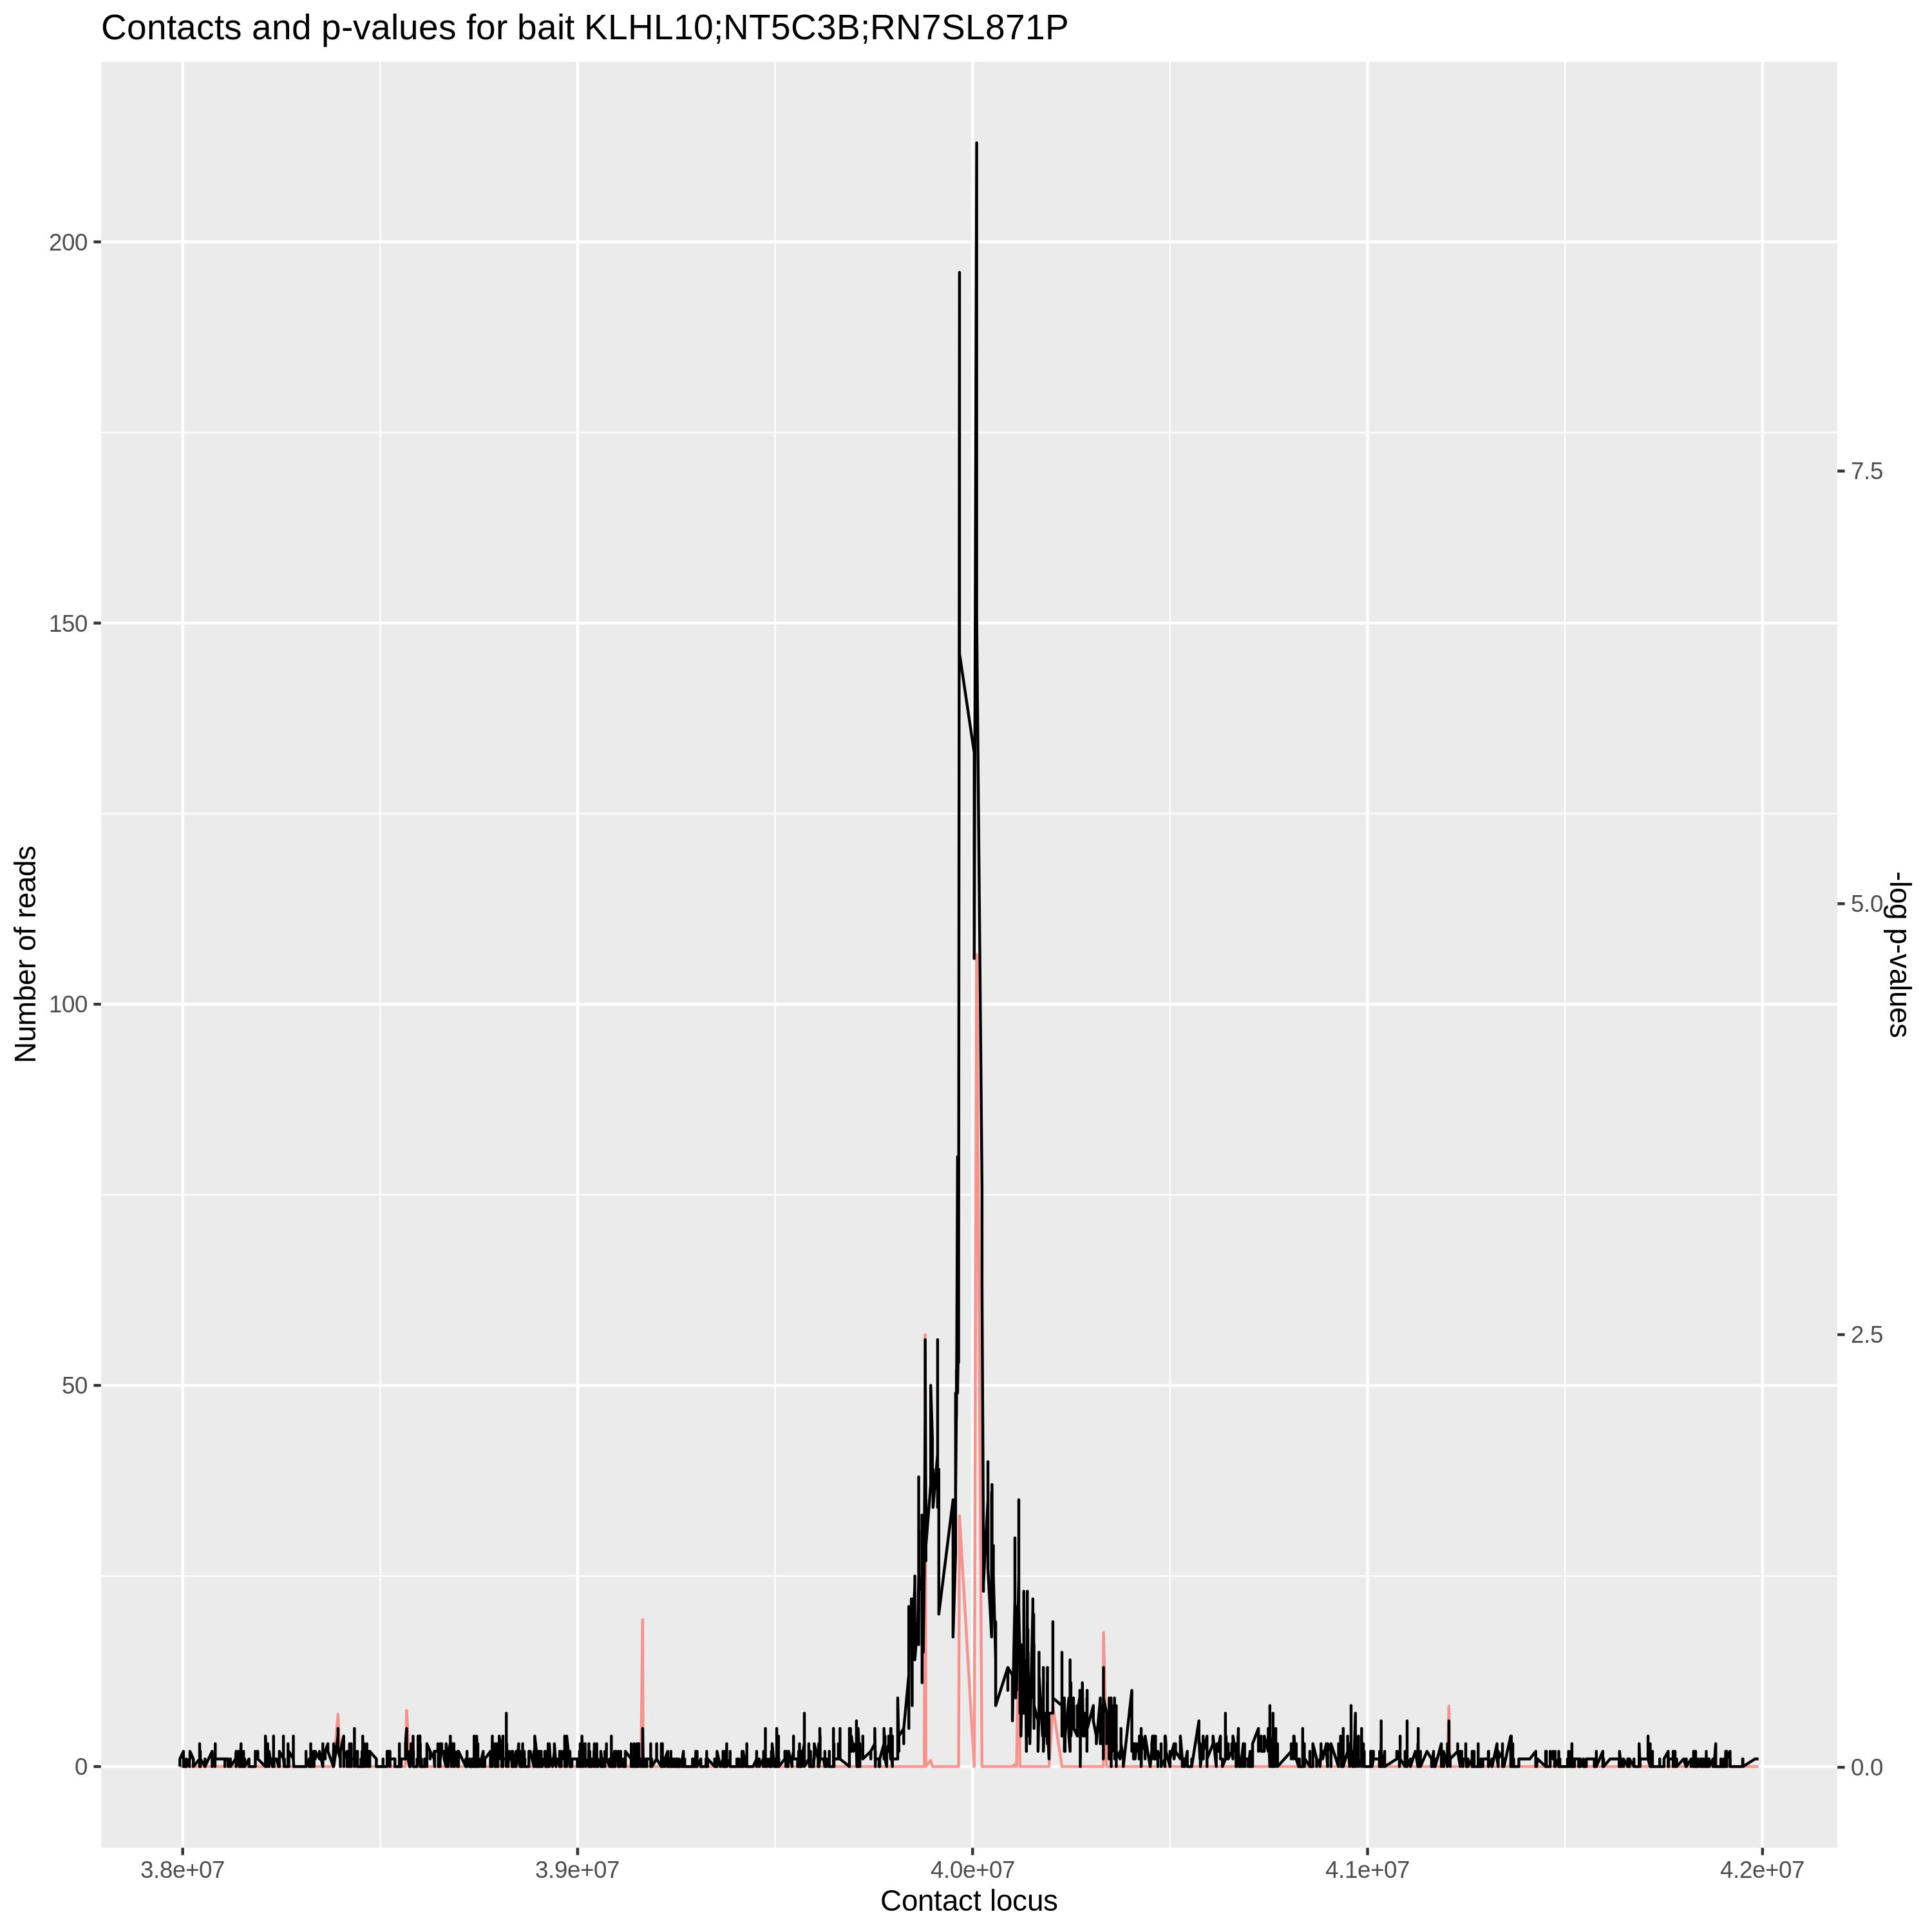 Contacts and p-values for bait KLHL10;NT5C3B;RN7SL871P
200
150
100
50
0
Number of reads
7.5
5.0
2.5
0.0
-log p-values
3.8e+07 3.9e+07 4.0e+07 4.1e+07 4.2e+07
Contact locus